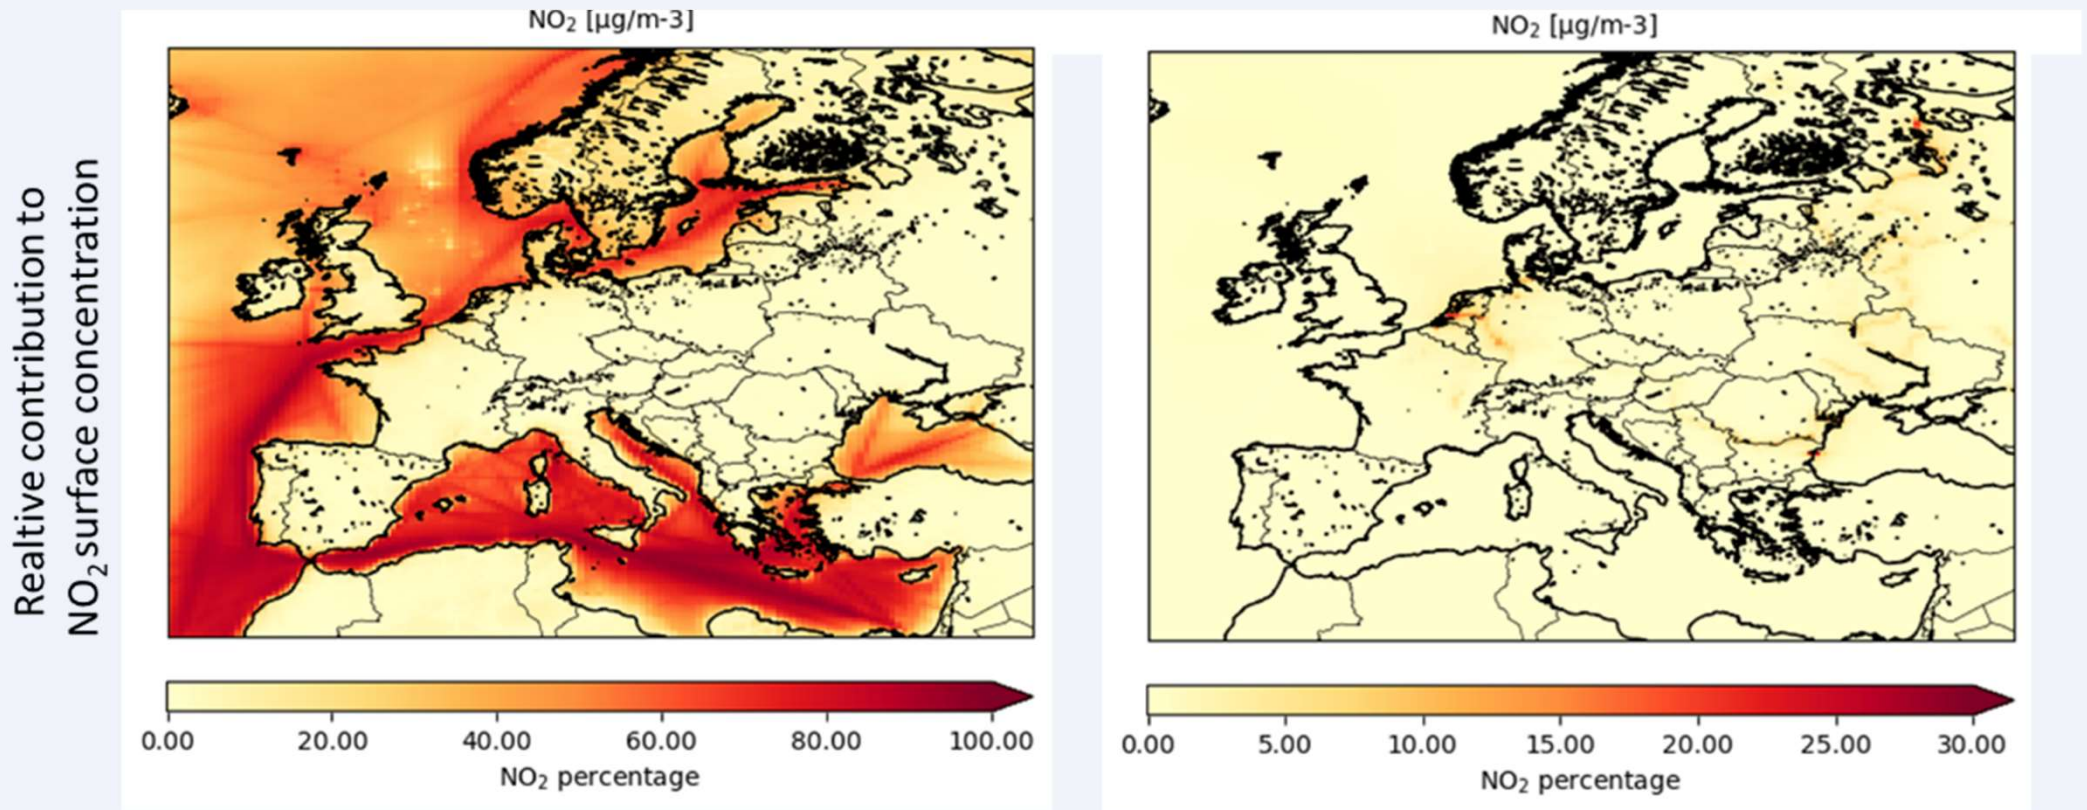 Realtive contribution to
NO₂ surface concentration
NO₂ [µg/m-3]
0.00 20.00 40.00 60.00 80.00 100.00
NO₂ percentage
NO₂ [µg/m-3]
0.00 5.00 10.00 15.00 20.00 25.00 30.00
NO₂ percentage